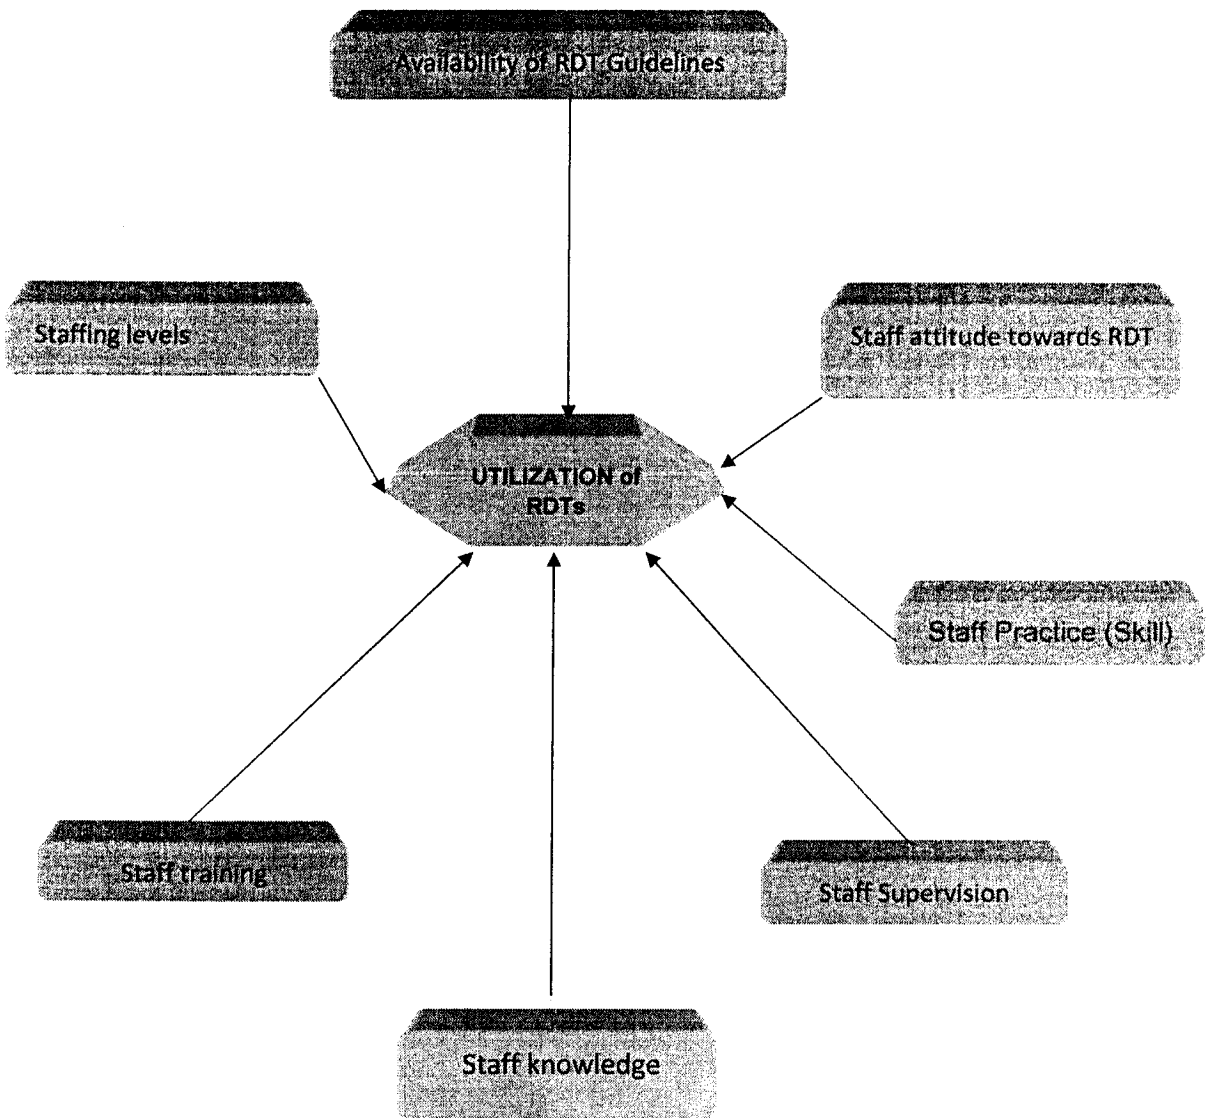 Availability of RDT Guidelines
Staffing levels
Staff attitude towards RDT
UTILIZATION of
RDTs
Staff Practice (Skill)
Staff training
Staff Supervision
Staff knowledge